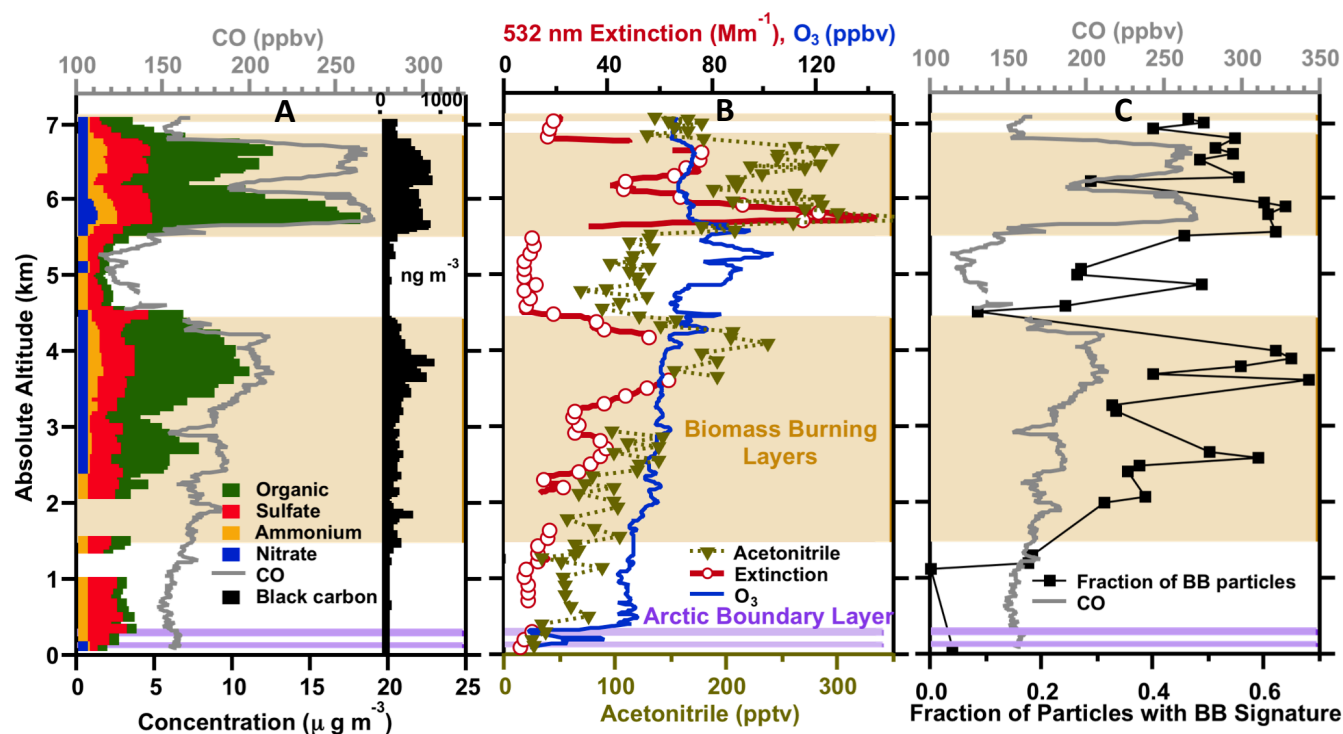 CO (ppbv)
100 150 200 250 300
0 1000
A
ng m-3
Absolute Altitude (km)
7
6
5
4
3
2
1
0
Organic
Sulfate
Ammonium
Nitrate
CO
Black carbon
0 5 10 15 20 25
Concentration (μ g m-3)
532 nm Extinction (Mm-1), O3 (ppbv)
0 40 80 120
B
Biomass Burning
Layers
Acetonitrile
Extinction
O3
Arctic Boundary Layer
0 100 200 300
Acetonitrile (pptv)
CO (ppbv)
100 150 200 250 300 350
C
Fraction of BB particles
CO
0.0 0.2 0.4 0.6
Fraction of Particles with BB Signature